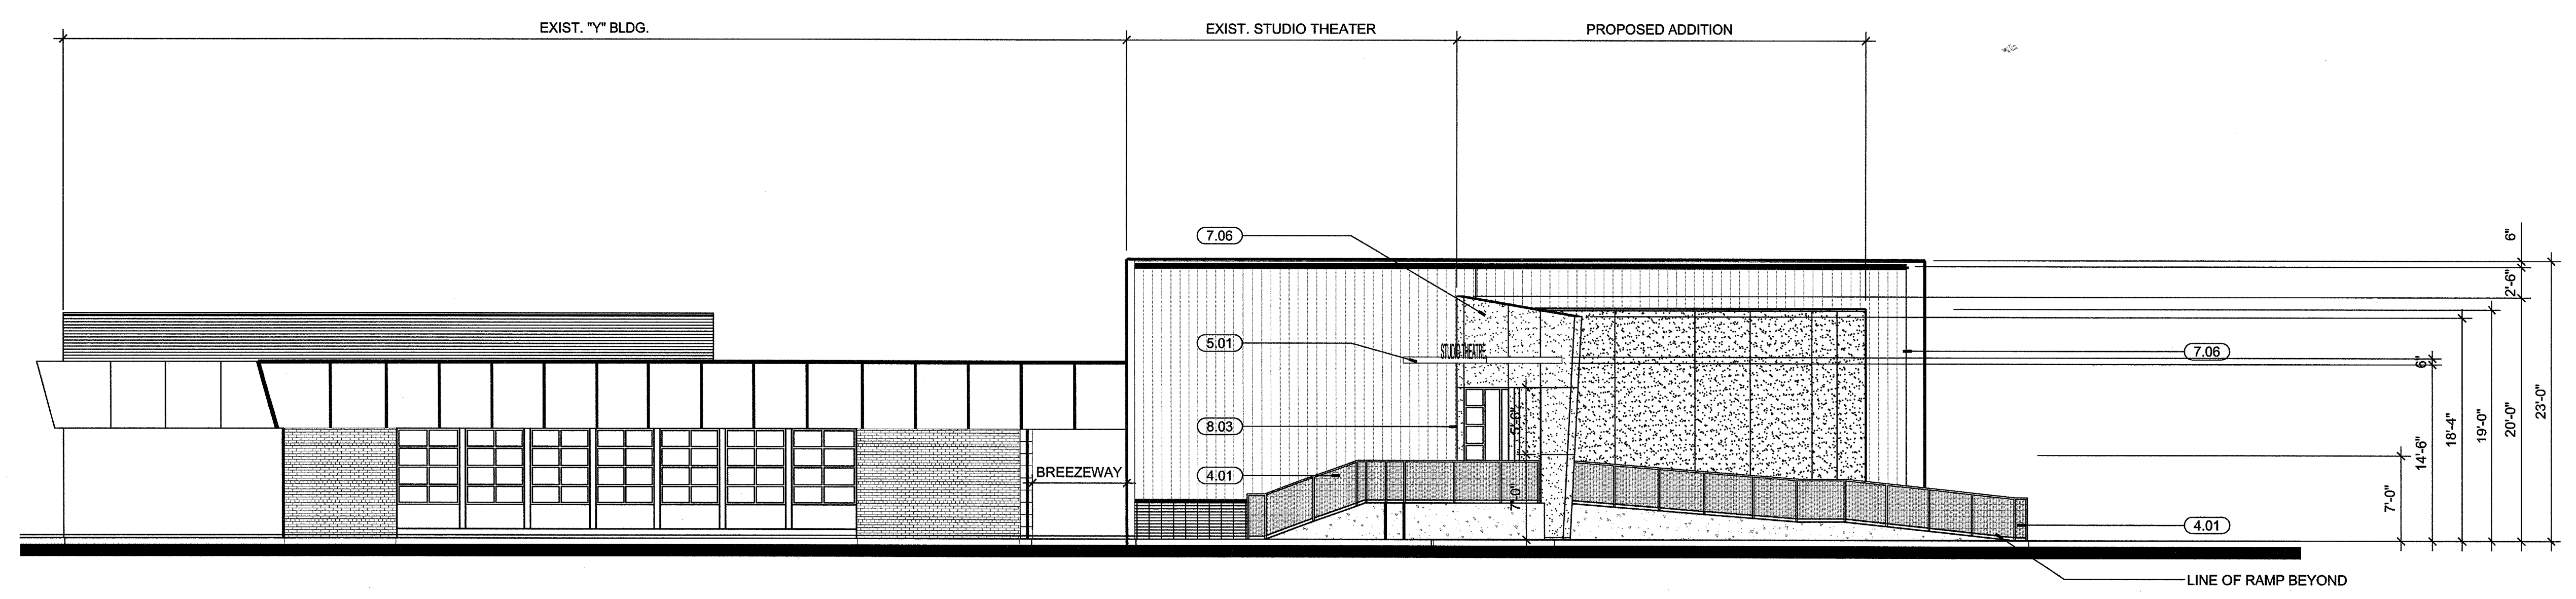 EXIST. "Y" BLDG.
EXIST. STUDIO THEATER
PROPOSED ADDITION
7.06
6"
2'-6"
5.01
STUDIO THEATRE
7.06
6"
8.03
5'-6"
BREEZEWAY
4.01
7'-0"
7'-0"
14'-6"
18'-4"
19'-0"
20'-0"
23'-0"
4.01
LINE OF RAMP BEYOND